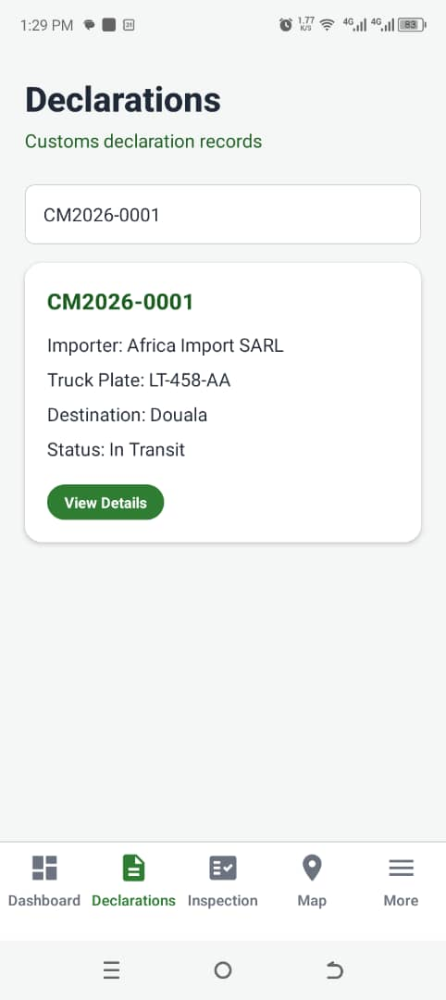 1:29 PM
31
1.77
K/S
4G
4G
83
Declarations
Customs declaration records
CM2026-0001
CM2026-0001
Importer: Africa Import SARL
Truck Plate: LT-458-AA
Destination: Douala
Status: In Transit
View Details
Dashboard
Declarations
Inspection
Map
More